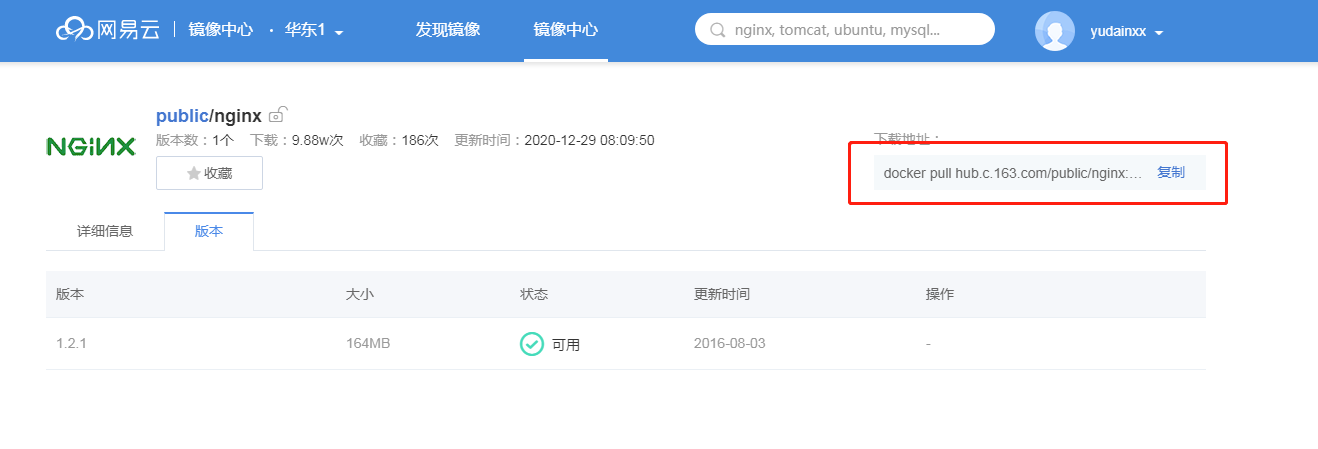 网易云 镜像中心 · 华东1 发现镜像 镜像中心 nginx, tomcat, ubuntu, mysql... yudainxx
public/nginx
NGINX
版本数：1个 下载：9.88w次 收藏：186次 更新时间：2020-12-29 08:09:50
下载地址：
收藏
docker pull hub.c.163.com/public/nginx:... 复制
详细信息 版本
版本 大小 状态 更新时间 操作
1.2.1 164MB 可用 2016-08-03 -